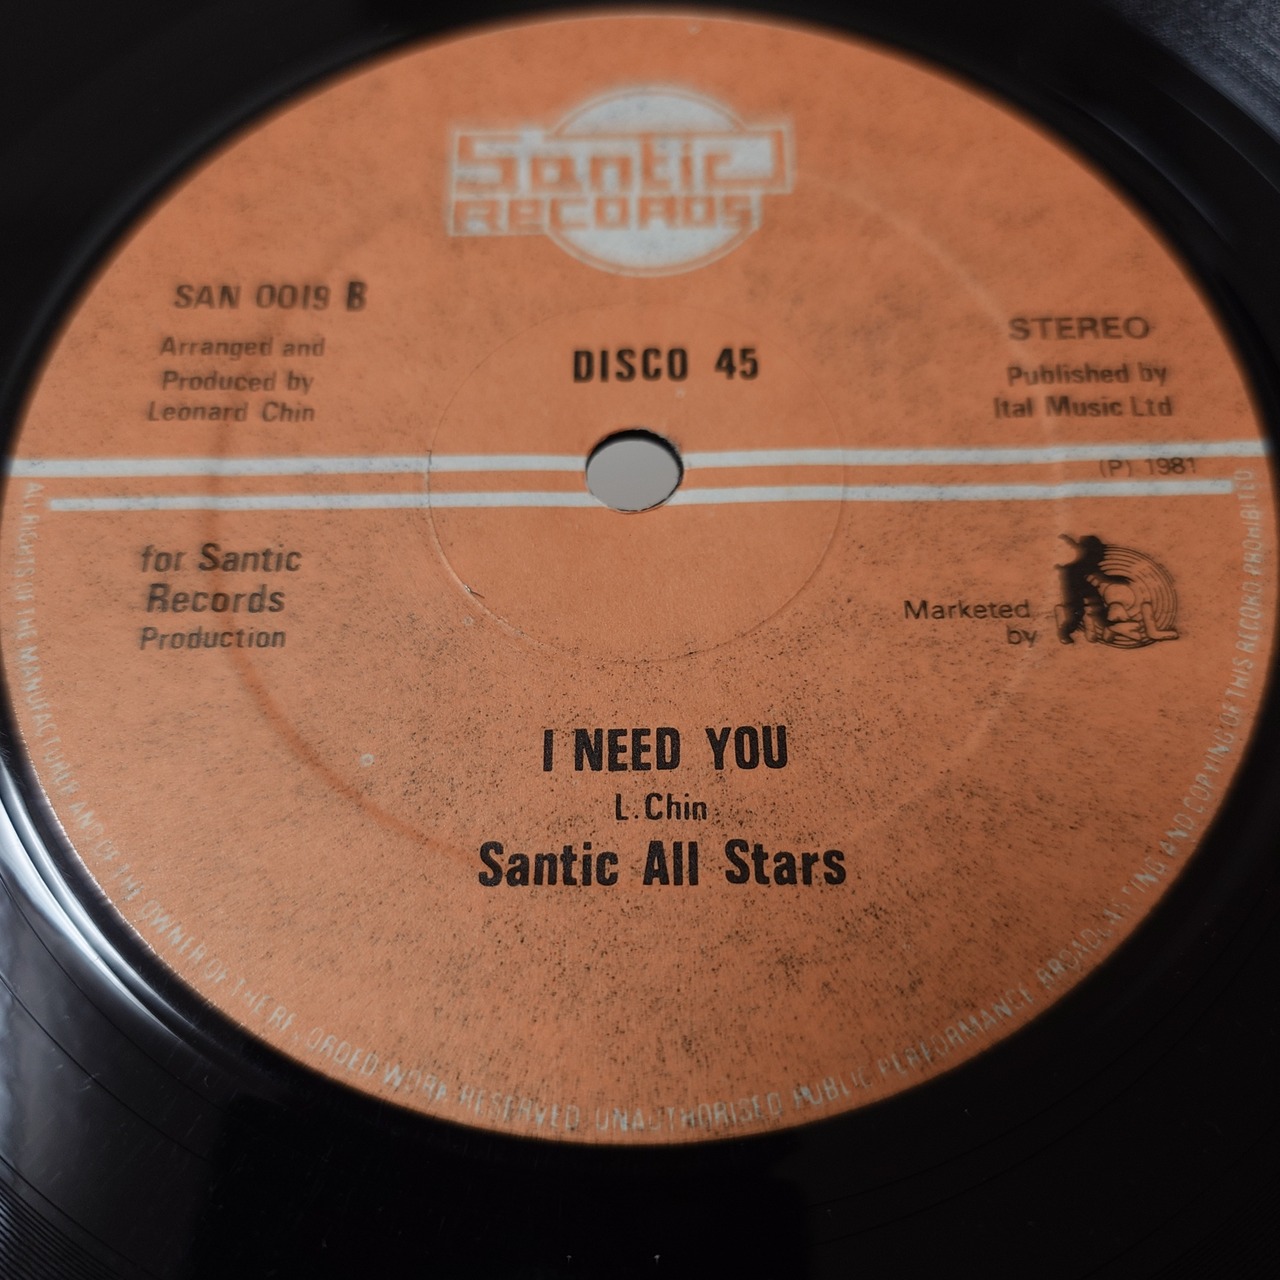 Santic
RECORDS
SAN 0019 B
Arranged and
Produced by
Leonard Chin
DISCO 45
STEREO
Published by
Ital Music Ltd
(P) 1981
for Santic
Records
Production
Marketed
by
I NEED YOU
L.Chin
Santic All Stars
ALL RIGHTS OF THE MANUFACTURER AND OF THE OWNER OF THE RECORDED WORK RESERVED. UNAUTHORISED PUBLIC PERFORMANCE BROADCASTING AND COPYING OF THIS RECORD PROHIBITED